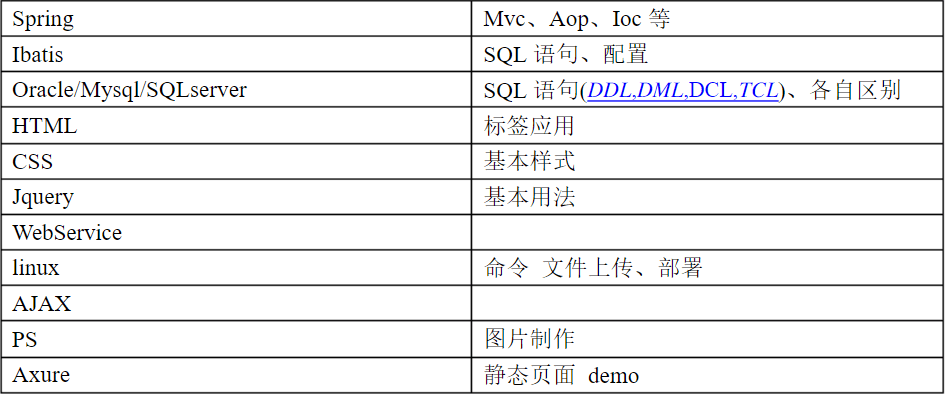 Spring Mvc、Aop、Ioc 等
Ibatis SQL 语句、配置
Oracle/Mysql/SQLserver SQL 语句(DDL,DML,DCL,TCL)、各自区别
HTML 标签应用
CSS 基本样式
Jquery 基本用法
WebService
linux 命令 文件上传、部署
AJAX
PS 图片制作
Axure 静态页面 demo